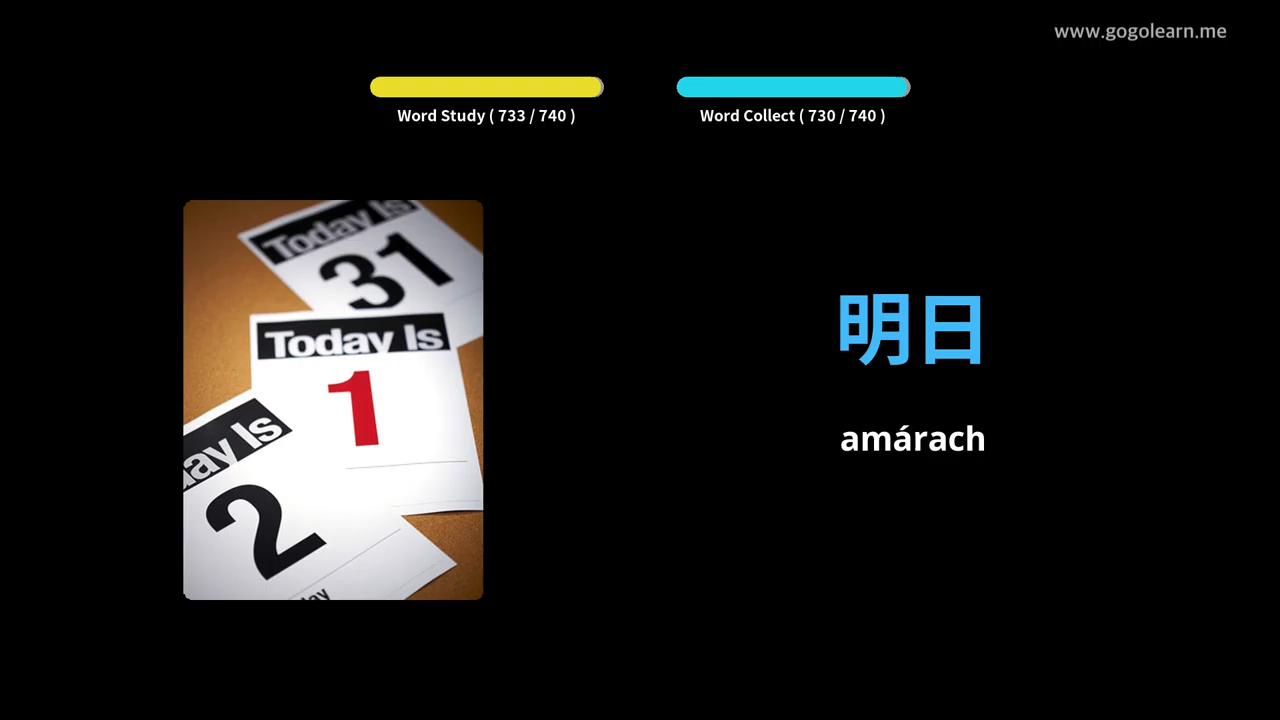 www.gogolearn.me
Word Study ( 733 / 740 )
Word Collect ( 730 / 740 )
Today Is
31
Today Is
1
day Is
2
明日
amárach